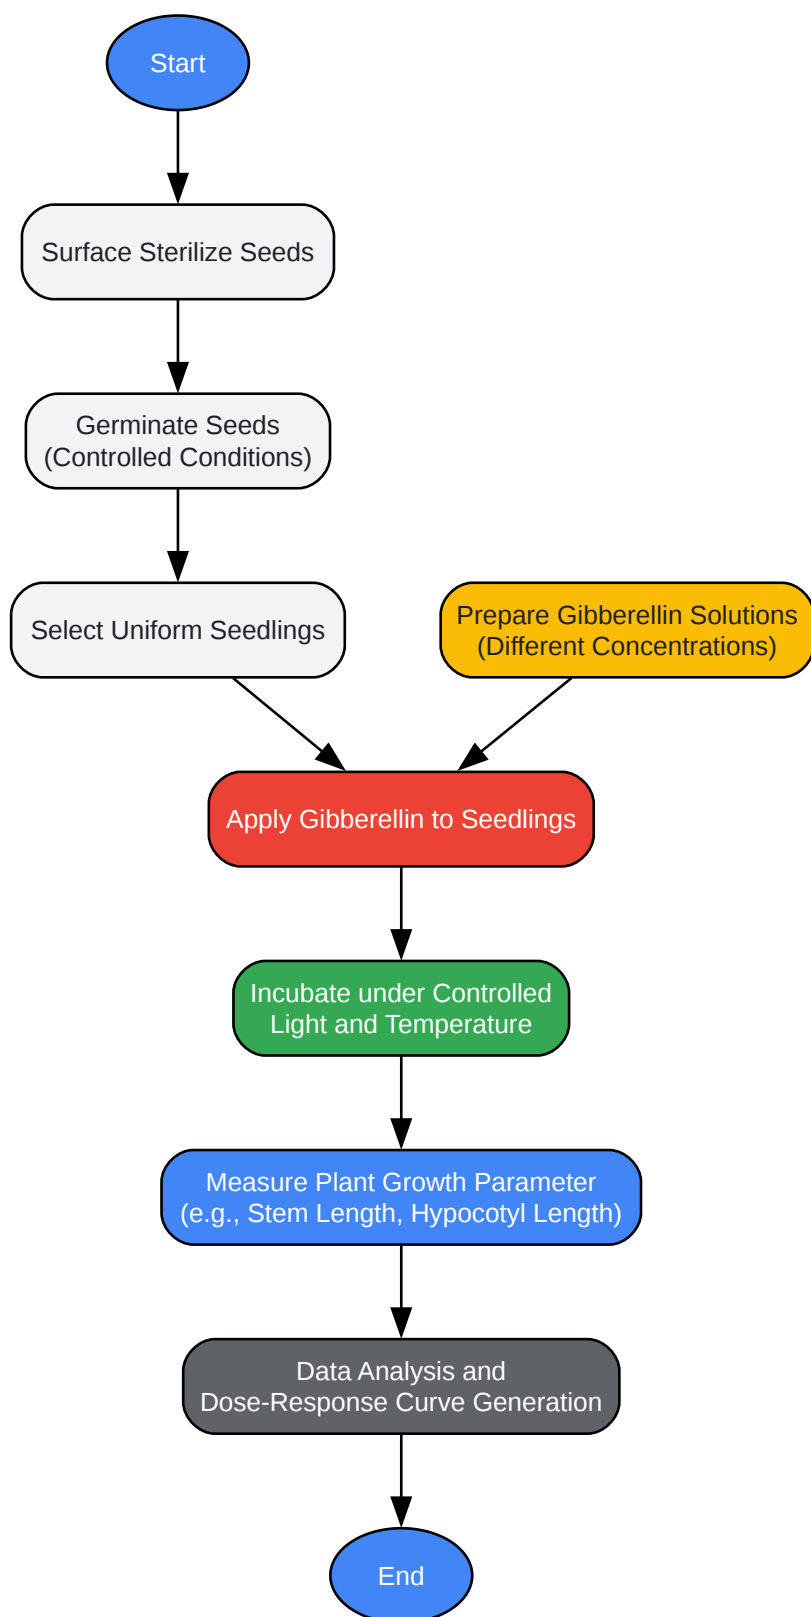 Start
Surface Sterilize Seeds
Germinate Seeds
(Controlled Conditions)
Select Uniform Seedlings
Prepare Gibberellin Solutions
(Different Concentrations)
Apply Gibberellin to Seedlings
Incubate under Controlled
Light and Temperature
Measure Plant Growth Parameter
(e.g., Stem Length, Hypocotyl Length)
Data Analysis and
Dose-Response Curve Generation
End